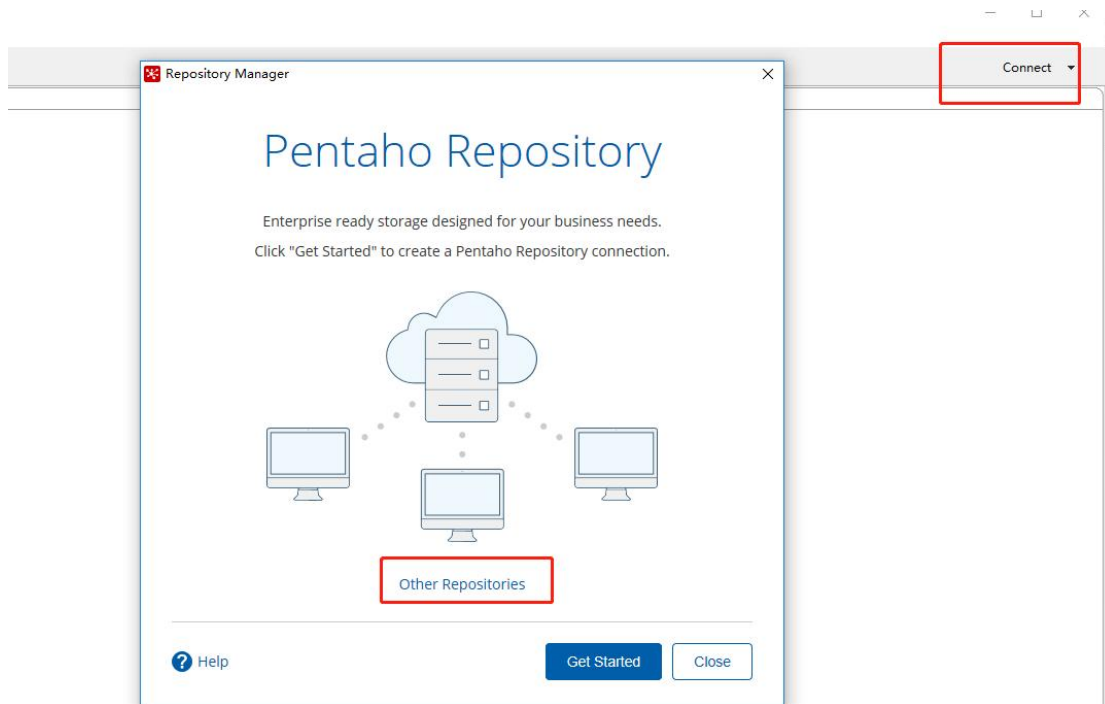 Connect
Repository Manager
Pentaho Repository
Enterprise ready storage designed for your business needs.
Click "Get Started" to create a Pentaho Repository connection.
Other Repositories
? Help
Get Started
Close